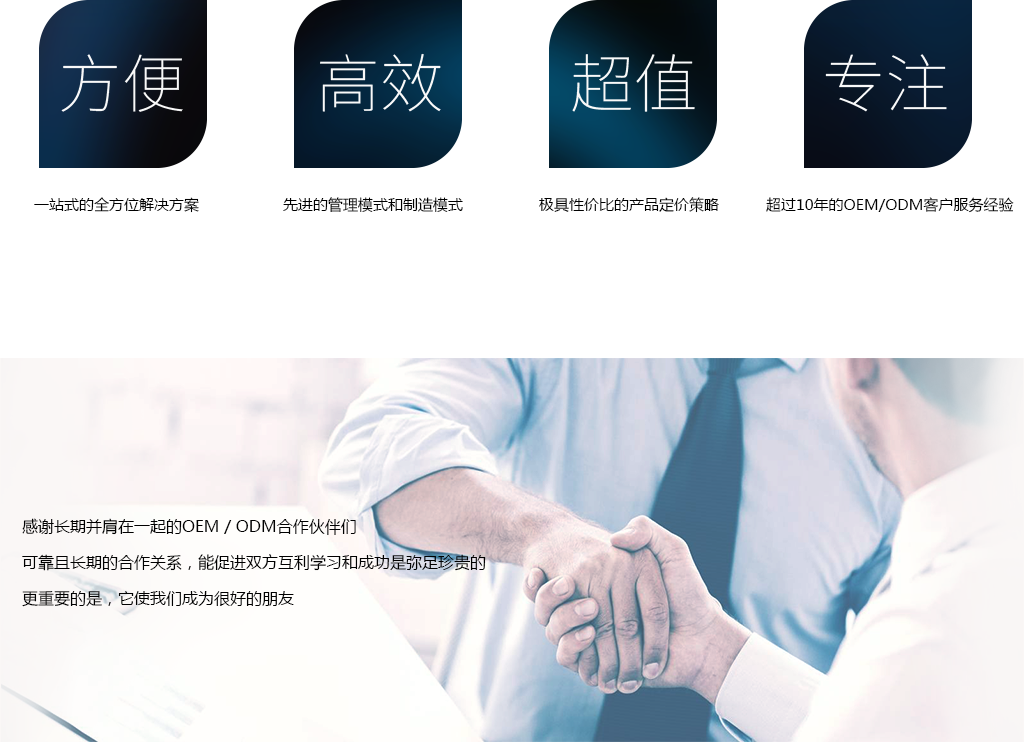 方便
高效
超值
专注
一站式的全方位解决方案
先进的管理模式和制造模式
极具性价比的产品定价策略
超过10年的OEM/ODM客户服务经验
感谢长期并肩在一起的OEM / ODM合作伙伴们
可靠且长期的合作关系，能促进双方互利学习和成功是弥足珍贵的
更重要的是，它使我们成为很好的朋友